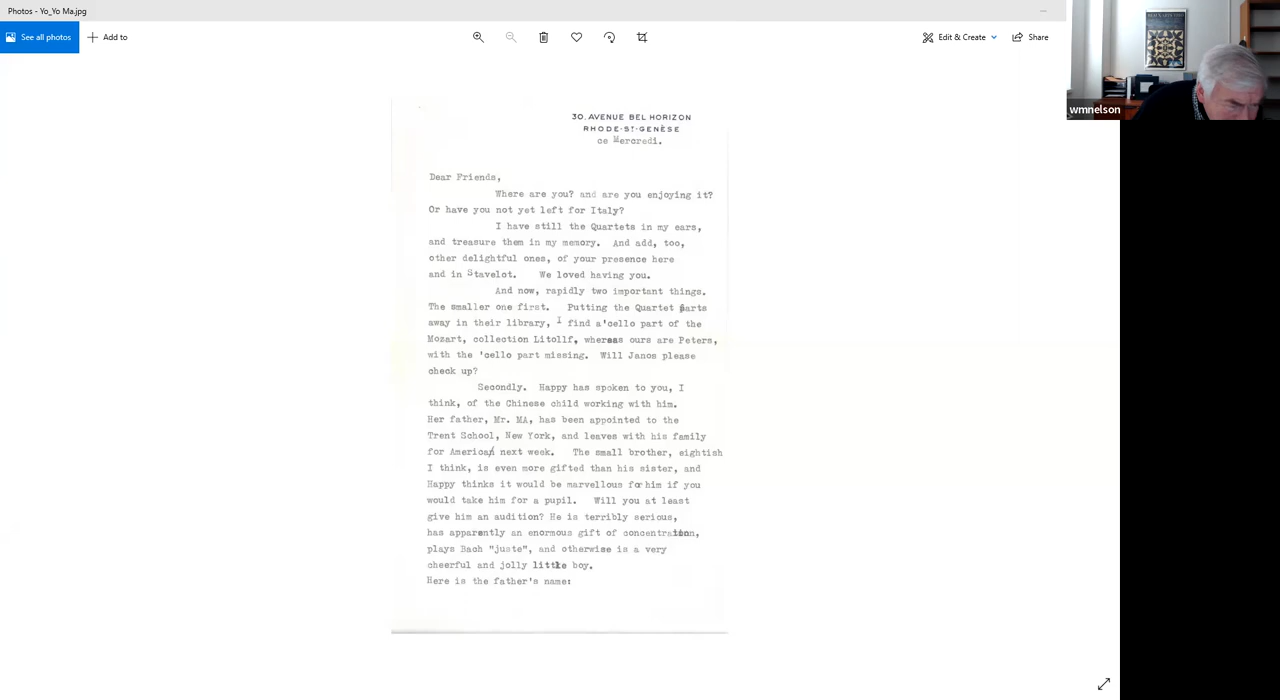 Photos - Yo_Yo Ma.jpg
See all photos
Add to
Edit & Create
Share
wmnelson
30. AVENUE BEL HORIZON
RHODE-ST-GENÈSE
ce Mercredi.
Dear Friends,
Where are you? and are you enjoying it?
Or have you not yet left for Italy?
I have still the Quartets in my ears,
and treasure them in my memory. And add, too,
other delightful ones, of your presence here
and in Stavelot. We loved having you.
And now, rapidly two important things.
The smaller one first. Putting the Quartet parts
away in their library, I find a'cello part of the
Mozart, collection Litollf, whereas ours are Peters,
with the 'cello part missing. Will Janos please
check up?
Secondly. Happy has spoken to you, I
think, of the Chinese child working with him.
Her father, Mr. MA, has been appointed to the
Trent School, New York, and leaves with his family
for American next week. The small brother, eightish
I think, is even more gifted than his sister, and
Happy thinks it would be marvellous for him if you
would take him for a pupil. Will you at least
give him an audition? He is terribly serious,
has apparently an enormous gift of concentration,
plays Bach "juste", and otherwise is a very
cheerful and jolly little boy.
Here is the father's name: